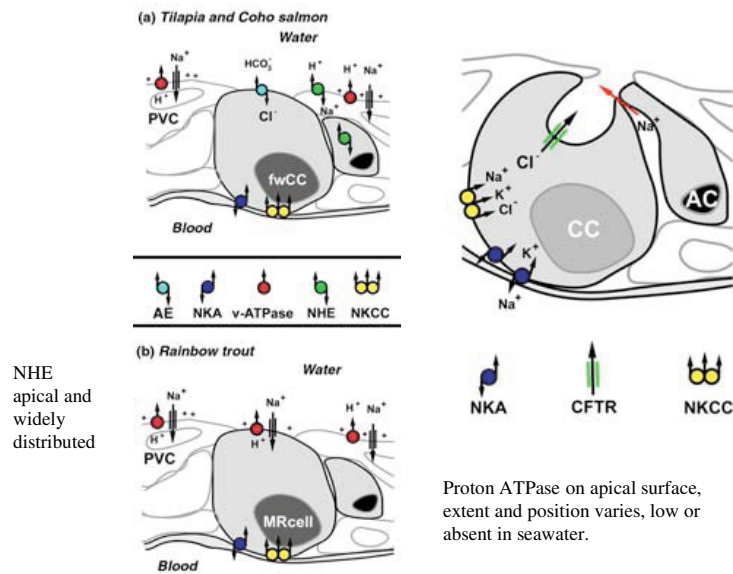 (a) Tilapia and Coho salmon
Water
Na⁺
H⁺
PVC
HCO₃⁻
Cl⁻
H⁺
Na⁺
H⁺
Na⁺
fwCC
Blood
AE
NKA
v-ATPase
NHE
NKCC
(b) Rainbow trout
Water
Na⁺
H⁺
PVC
Na⁺
H⁺
H⁺
Na⁺
MRcell
Blood
NHE
apical and
widely
distributed
Na⁺
Cl⁻
Na⁺
K⁺
Cl⁻
CC
AC
K⁺
Na⁺
NKA
CFTR
NKCC
Proton ATPase on apical surface,
extent and position varies, low or
absent in seawater.